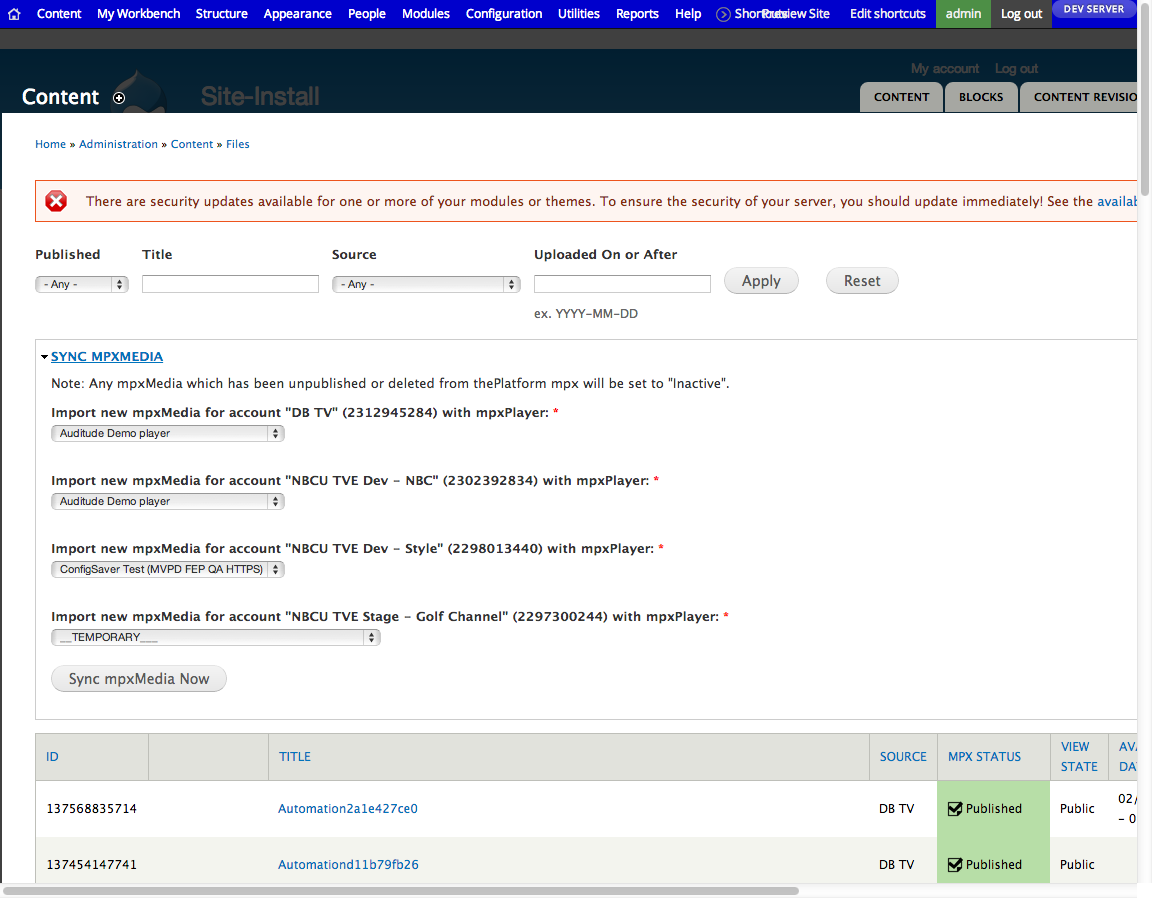 Content My Workbench Structure Appearance People Modules Configuration Utilities Reports Help Shortcuts Preview Site Edit shortcuts admin Log out DEV SERVER
My account Log out
Content Site-Install CONTENT BLOCKS CONTENT REVISIO
Home » Administration » Content » Files
There are security updates available for one or more of your modules or themes. To ensure the security of your server, you should update immediately! See the availab
Published Title Source Uploaded On or After
- Any - - Any - Apply Reset
ex. YYYY-MM-DD
SYNC MPXMEDIA
Note: Any mpxMedia which has been unpublished or deleted from thePlatform mpx will be set to "Inactive".
Import new mpxMedia for account "DB TV" (2312945284) with mpxPlayer: *
Auditude Demo player
Import new mpxMedia for account "NBCU TVE Dev - NBC" (2302392834) with mpxPlayer: *
Auditude Demo player
Import new mpxMedia for account "NBCU TVE Dev - Style" (2298013440) with mpxPlayer: *
ConfigSaver Test (MVPD FEP QA HTTPS)
Import new mpxMedia for account "NBCU TVE Stage - Golf Channel" (2297300244) with mpxPlayer: *
__TEMPORARY___
Sync mpxMedia Now
ID TITLE SOURCE MPX STATUS VIEW STATE AVA DA
137568835714 Automation2a1e427ce0 DB TV Published Public 02/ - 0
137454147741 Automationd11b79fb26 DB TV Published Public